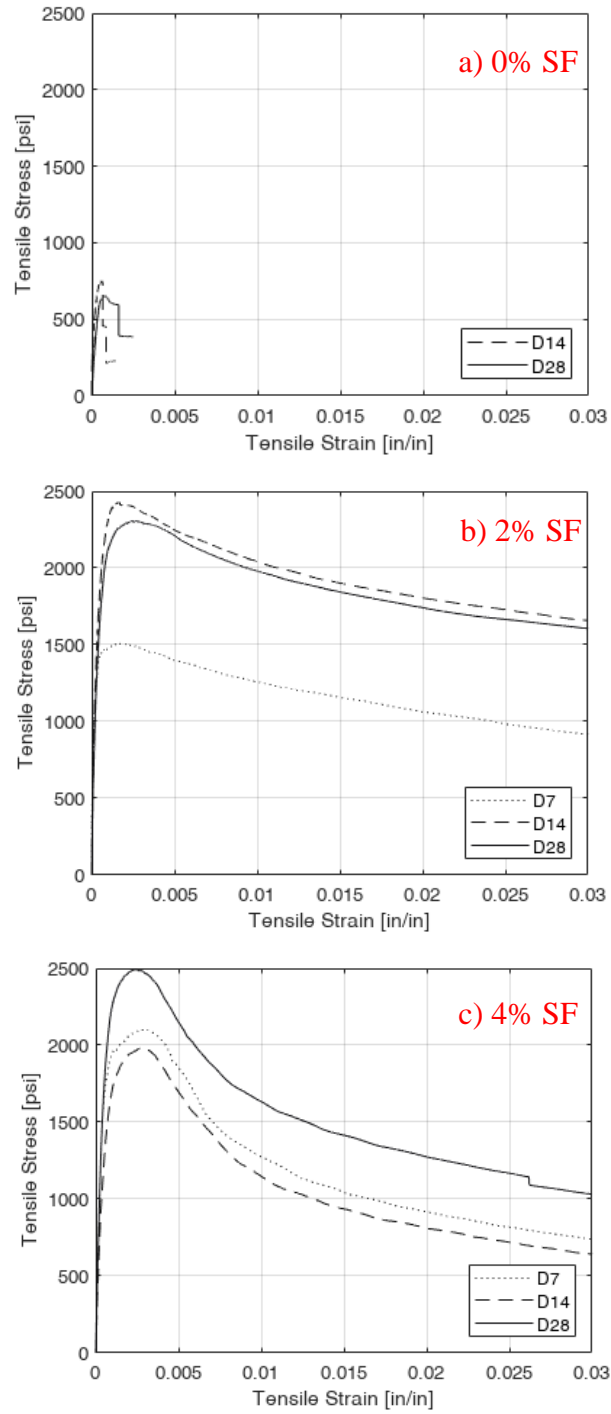 2500
a) 0% SF
2000
1500
1000
500
0
Tensile Stress [psi]
D14
D28
0 0.005 0.01 0.015 0.02 0.025 0.03
Tensile Strain [in/in]
2500
b) 2% SF
2000
1500
1000
500
0
Tensile Stress [psi]
D7
D14
D28
0 0.005 0.01 0.015 0.02 0.025 0.03
Tensile Strain [in/in]
2500
c) 4% SF
2000
1500
1000
500
0
Tensile Stress [psi]
D7
D14
D28
0 0.005 0.01 0.015 0.02 0.025 0.03
Tensile Strain [in/in]